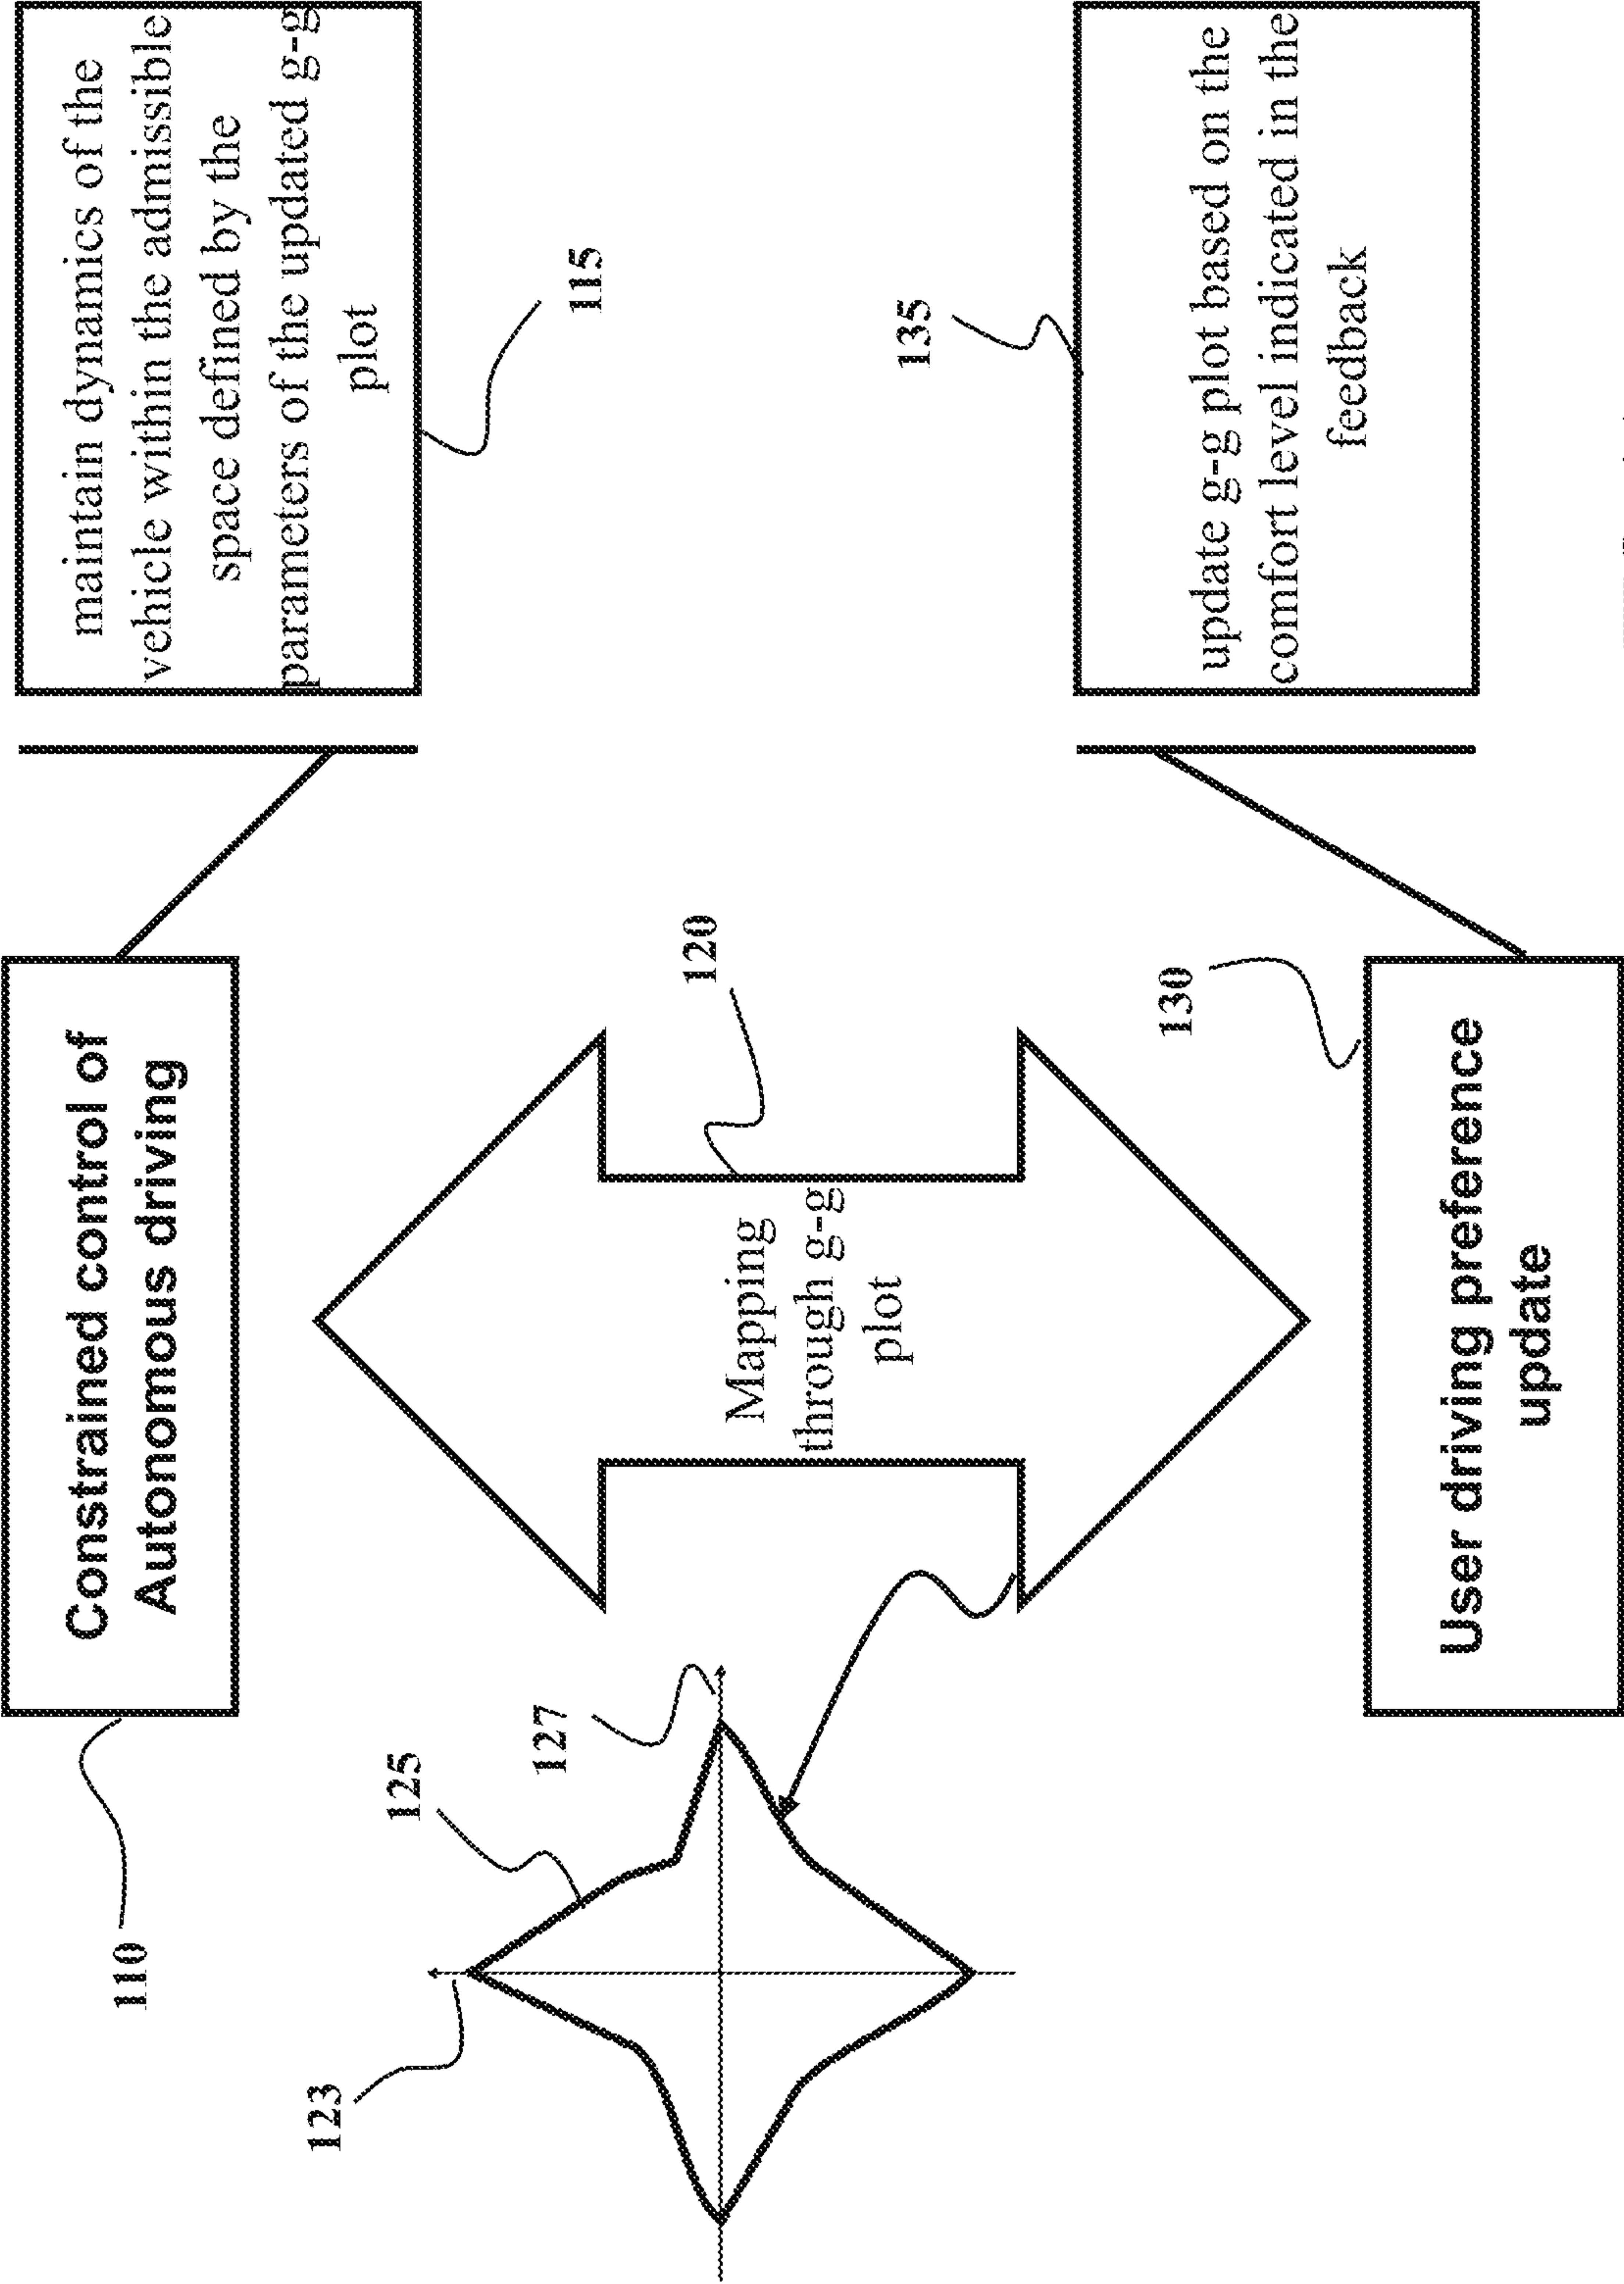 110
Constrained control of
Autonomous driving
maintain dynamics of the
vehicle within the admissible
space defined by the
parameters of the updated g-g
plot
115
123
125
127
Mapping
through g-g
plot
120
130
User driving preference
update
135
update g-g plot based on the
comfort level indicated in the
feedback